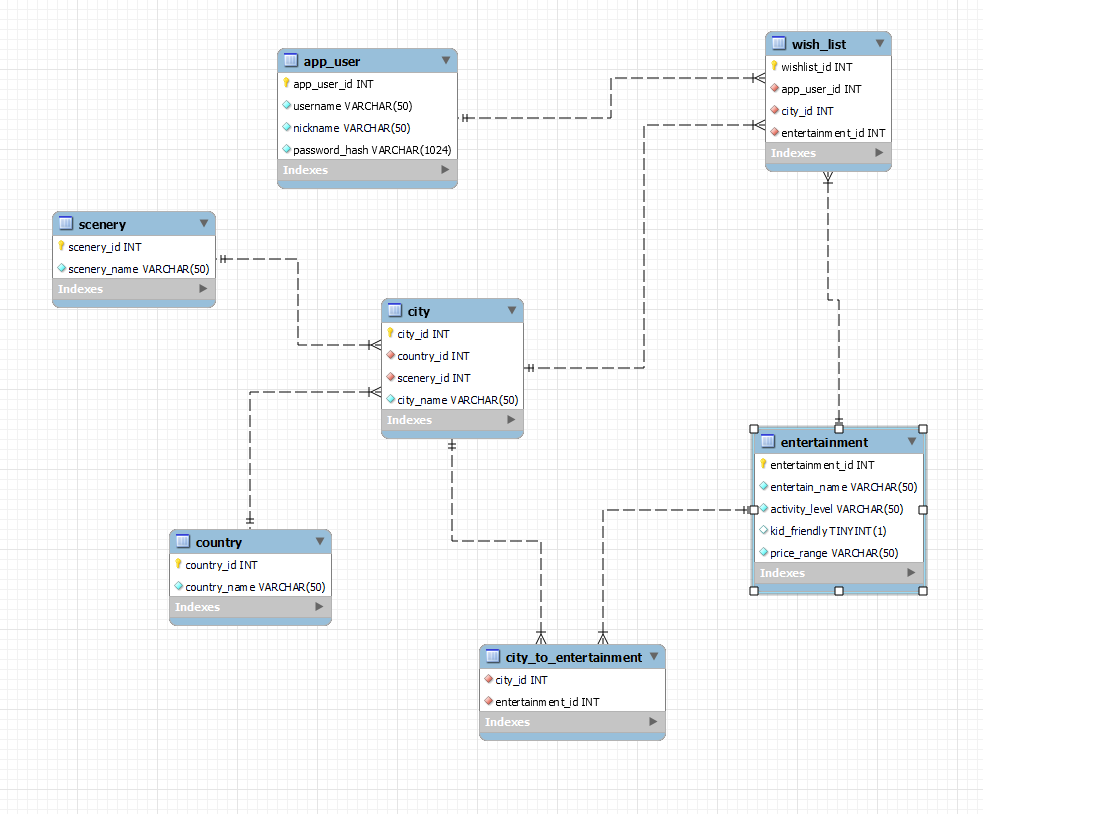 app_user
app_user_id INT
username VARCHAR(50)
nickname VARCHAR(50)
password_hash VARCHAR(1024)
Indexes
wish_list
wishlist_id INT
app_user_id INT
city_id INT
entertainment_id INT
Indexes
scenery
scenery_id INT
scenery_name VARCHAR(50)
Indexes
city
city_id INT
country_id INT
scenery_id INT
city_name VARCHAR(50)
Indexes
entertainment
entertainment_id INT
entertain_name VARCHAR(50)
activity_level VARCHAR(50)
kid_friendly TINYINT(1)
price_range VARCHAR(50)
Indexes
country
country_id INT
country_name VARCHAR(50)
Indexes
city_to_entertainment
city_id INT
entertainment_id INT
Indexes